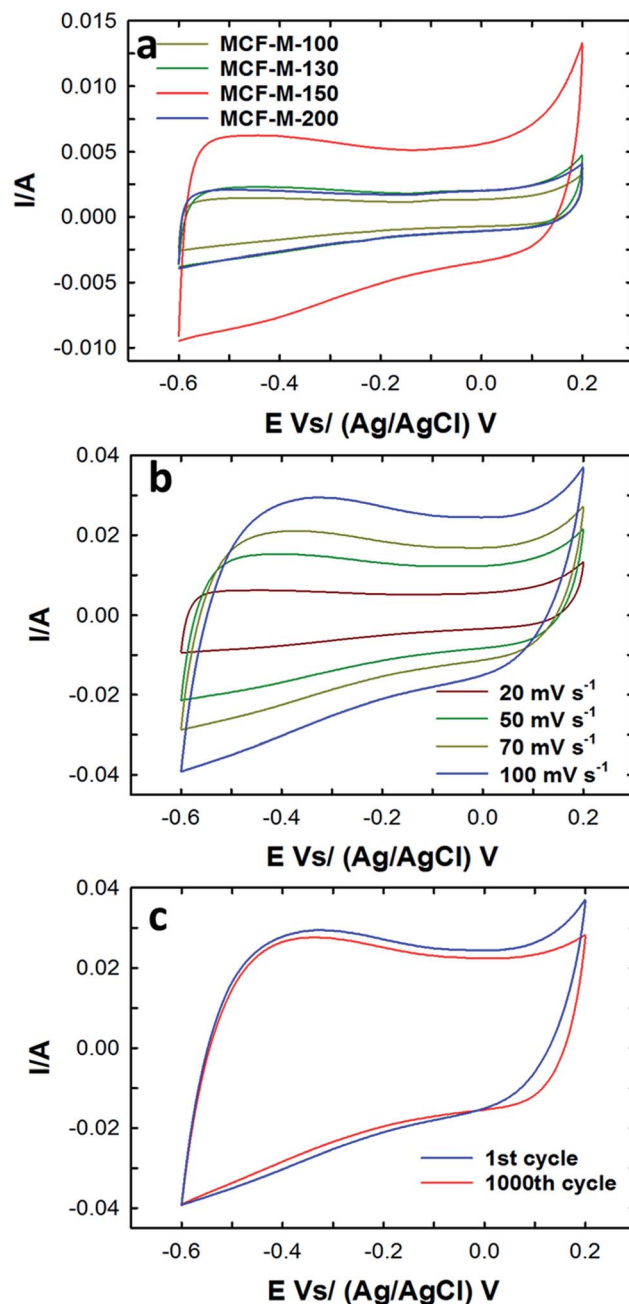 a
MCF-M-100
MCF-M-130
MCF-M-150
MCF-M-200
0.015
0.010
0.005
0.000
-0.005
-0.010
I/A
-0.6 -0.4 -0.2 0.0 0.2
E Vs/ (Ag/AgCl) V
b
0.04
0.02
0.00
-0.02
-0.04
I/A
20 mV s⁻¹
50 mV s⁻¹
70 mV s⁻¹
100 mV s⁻¹
-0.6 -0.4 -0.2 0.0 0.2
E Vs/ (Ag/AgCl) V
c
0.04
0.02
0.00
-0.02
-0.04
I/A
1st cycle
1000th cycle
-0.6 -0.4 -0.2 0.0 0.2
E Vs/ (Ag/AgCl) V